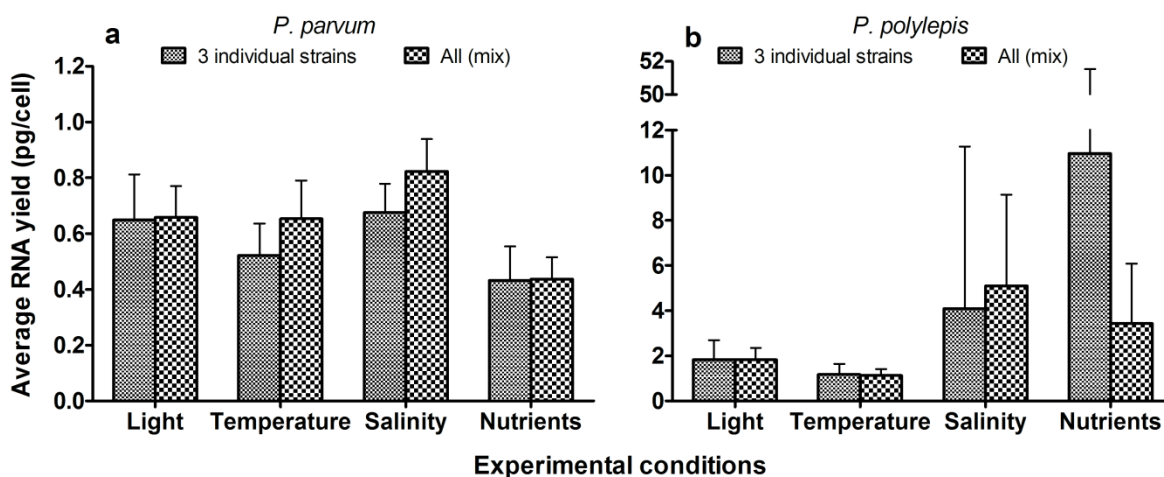 a
P. parvum
3 individual strains
All (mix)
Average RNA yield (pg/cell)
1.2
1.0
0.8
0.6
0.4
0.2
0.0
Light Temperature Salinity Nutrients
b
P. polylepis
3 individual strains
All (mix)
52
50
12
10
8
6
4
2
0
Light Temperature Salinity Nutrients
Experimental conditions